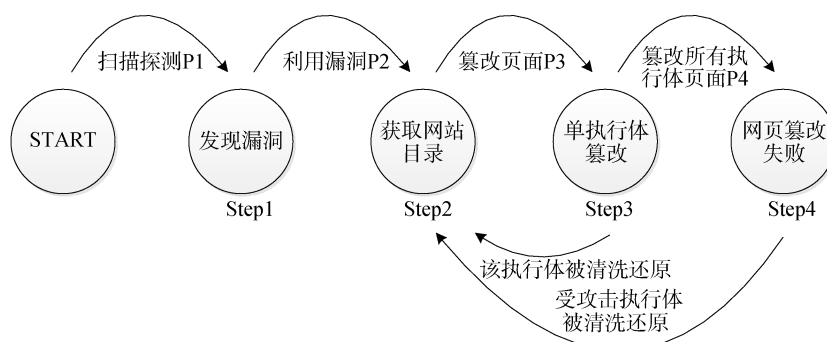 扫描探测P1
利用漏洞P2
篡改页面P3
篡改所有执
行体页面P4
START
发现漏洞
获取网站
目录
单执行体
篡改
网页篡改
失败
Step1
Step2
Step3
Step4
该执行体被清洗还原
受攻击执行体
被清洗还原